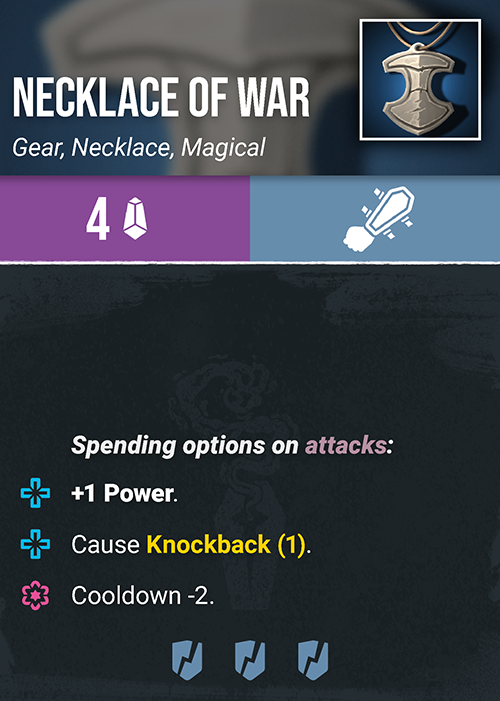 NECKLACE OF WAR
Gear, Necklace, Magical
4
Spending options on attacks:
+1 Power.
Cause Knockback (1).
Cooldown -2.